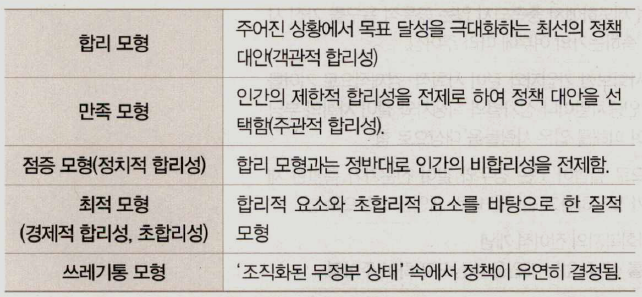 합리 모형
주어진 상황에서 목표 달성을 극대화하는 최선의 정책
대안(객관적 합리성)
만족 모형
인간의 제한적 합리성을 전제로 하여 정책 대안을 선
택함(주관적 합리성).
점증 모형(정치적 합리성)
합리 모형과는 정반대로 인간의 비합리성을 전제함.
최적 모형
(경제적 합리성, 초합리성)
합리적 요소와 초합리적 요소를 바탕으로 한 질적
모형
쓰레기통 모형
‘조직화된 무정부 상태’ 속에서 정책이 우연히 결정됨.